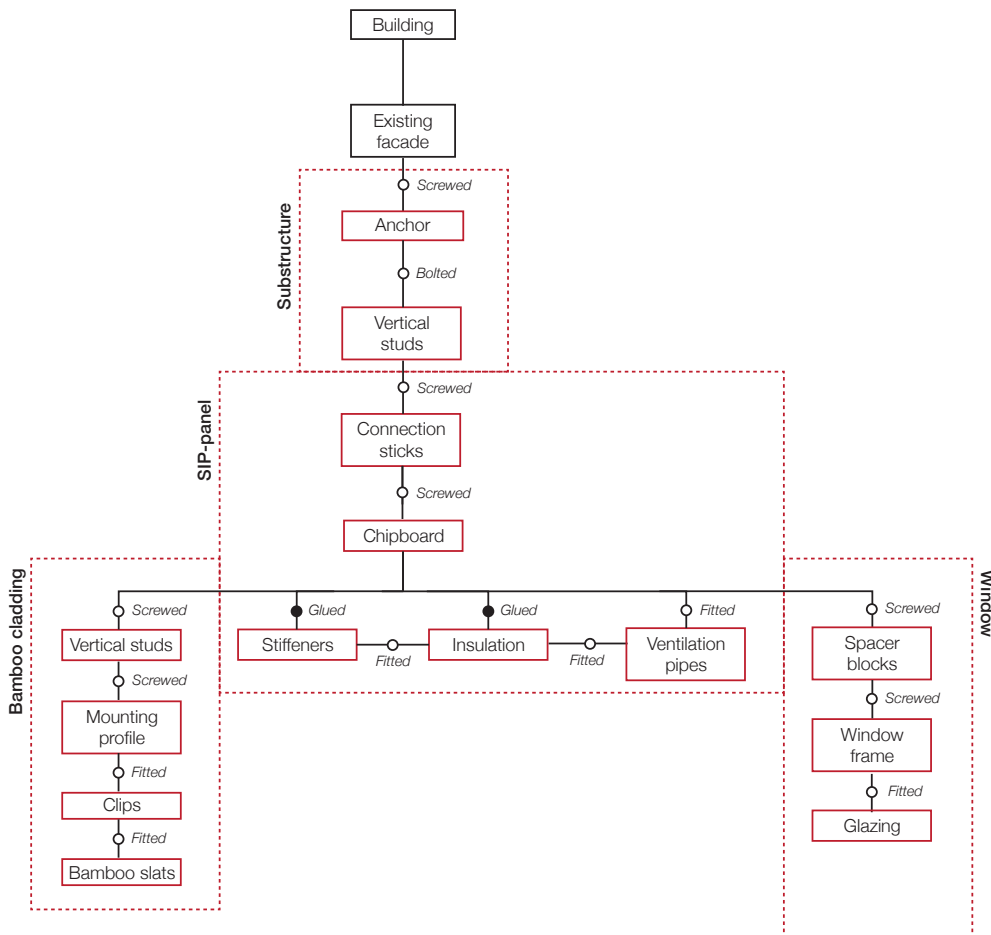 Building
Existing
facade
Screwed
Anchor
Bolted
Substructure
Vertical
studs
Screwed
Connection
sticks
SIP-panel
Screwed
Chipboard
Bamboo cladding
Window
Screwed
Glued
Glued
Fitted
Screwed
Vertical studs
Stiffeners
Fitted
Insulation
Fitted
Ventilation
pipes
Spacer
blocks
Screwed
Screwed
Mounting
profile
Window
frame
Fitted
Fitted
Clips
Glazing
Fitted
Bamboo slats